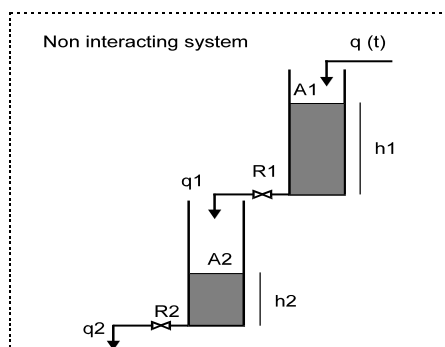 Non interacting system
q (t)
A1
h1
R1
q1
A2
R2
h2
q2